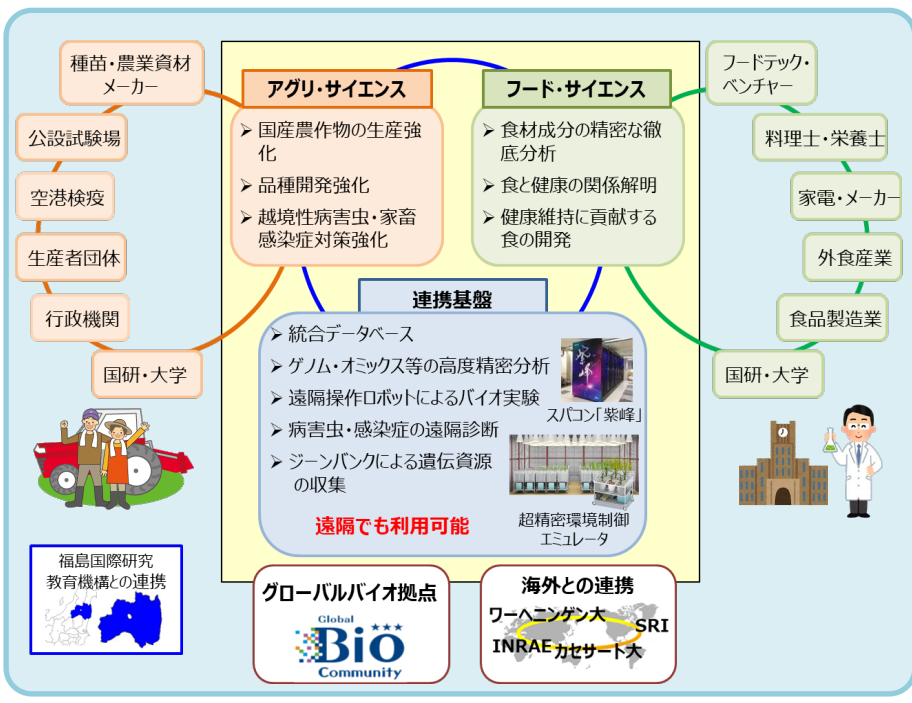 種苗・農業資材
メーカー
公設試験場
空港検疫
生産者団体
行政機関
国研・大学
アグリ・サイエンス
➢ 国産農作物の生産強
化
➢ 品種開発強化
➢ 越境性病害虫・家畜
感染症対策強化
フード・サイエンス
➢ 食材成分の精密な徹
底分析
➢ 食と健康の関係解明
➢ 健康維持に貢献する
食の開発
フードテック・
ベンチャー
料理士・栄養士
家電・メーカー
外食産業
食品製造業
国研・大学
連携基盤
➢ 統合データベース
➢ ゲノム・オミックス等の高度精密分析
➢ 遠隔操作ロボットによるバイオ実験
➢ 病害虫・感染症の遠隔診断
➢ ジーンバンクによる遺伝資源
の収集
遠隔でも利用可能
紫峰
スパコン「紫峰」
超精密環境制御
エミュレータ
福島国際研究
教育機構との連携
グローバルバイオ拠点
Global
Bio
Community
海外との連携
ワーヘニンゲン大
SRI
INRAE
カセサート大